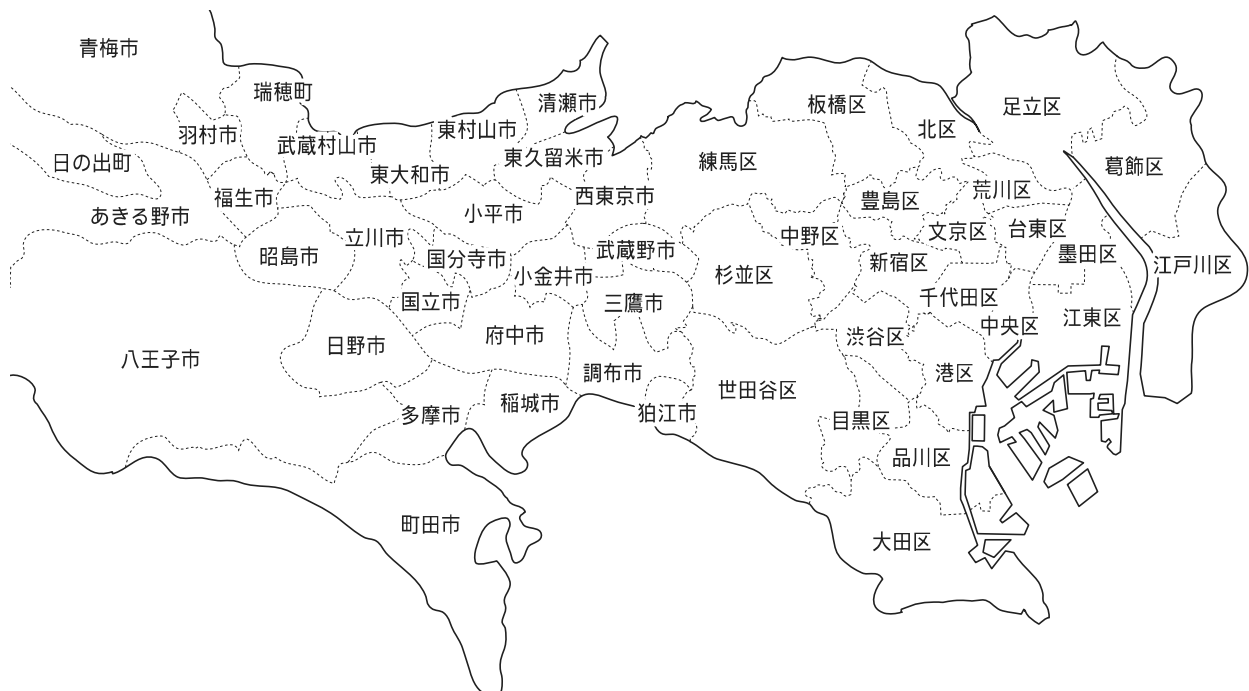 青梅市
瑞穂町
清瀬市
板橋区
足立区
羽村市
武蔵村山市
東村山市
北区
日の出町
東大和市
東久留米市
練馬区
葛飾区
福生市
西東京市
豊島区
荒川区
あきる野市
小平市
昭島市
立川市
国分寺市
武蔵野市
中野区
文京区
台東区
墨田区
江戸川区
小金井市
杉並区
新宿区
国立市
三鷹市
千代田区
江東区
日野市
府中市
渋谷区
中央区
八王子市
調布市
世田谷区
港区
多摩市
稲城市
狛江市
目黒区
品川区
町田市
大田区